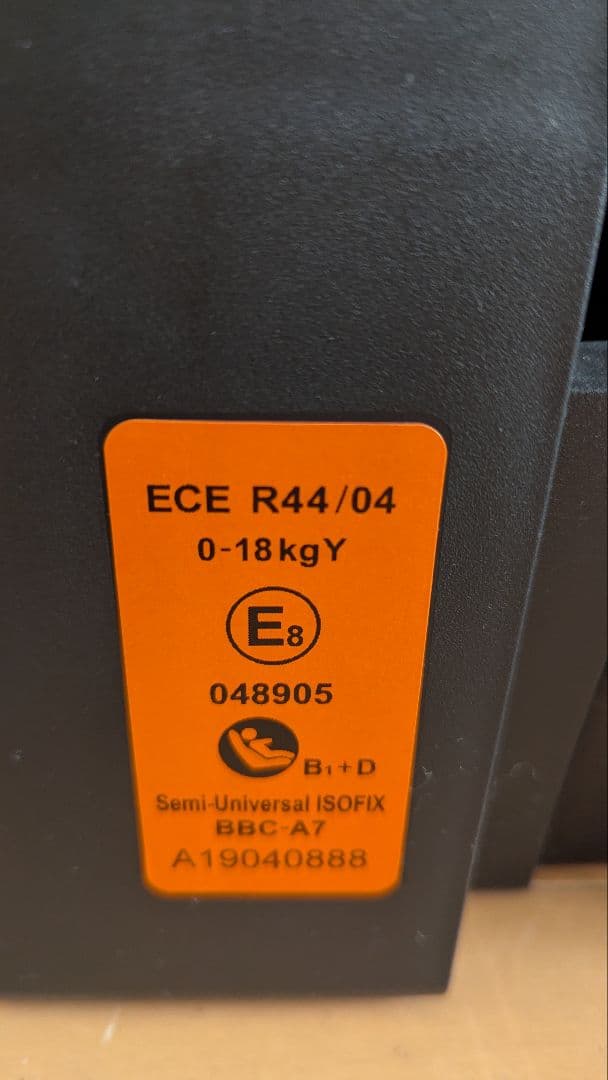 ECE R44/04
0-18kgY
E8
048905
B1+D
Semi-Universal ISOFIX
BBC-A7
A19040888